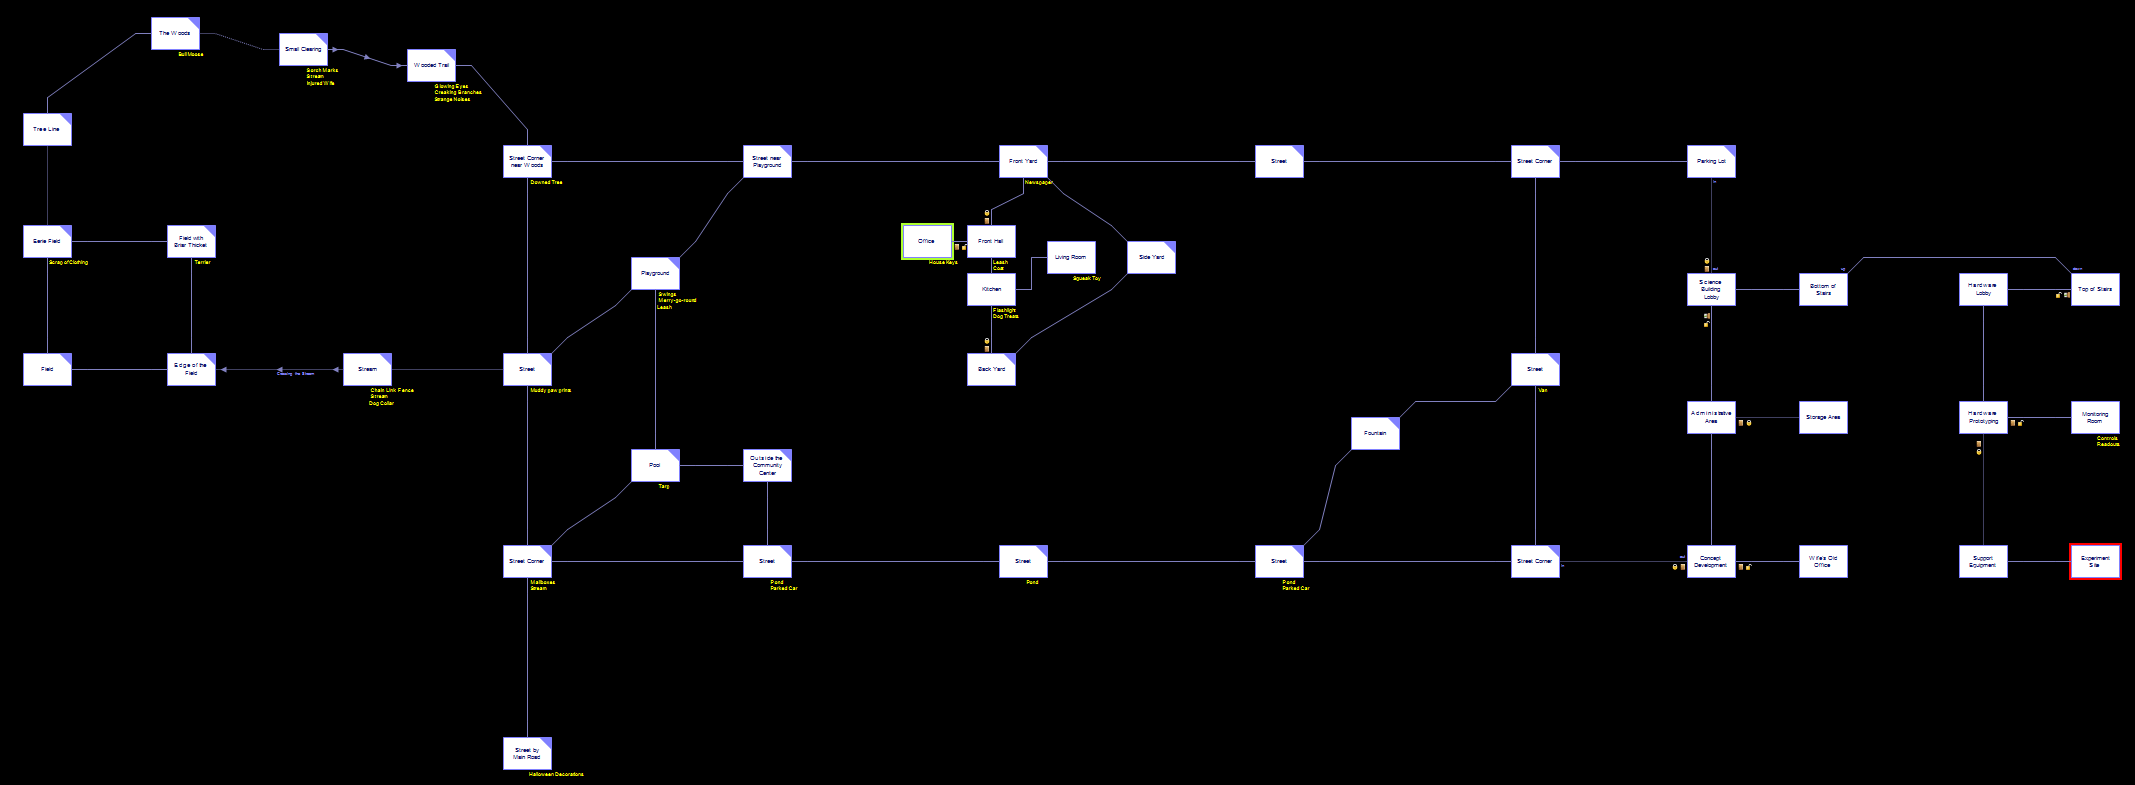 The Woods
Bull Moose
Small Clearing
Scorch Marks
Stream
Injured Wife
Wooded Trail
Glowing Eyes
Creaking Branches
Strange Noises
Tree Line
Street Corner
near Woods
Downed Tree
Street near
Playground
Front Yard
Newspaper
Street
Street Corner
Parking Lot
in
Eerie Field
Scrap of Clothing
Field with
Briar Thicket
Terrier
Playground
Swings
Merry-go-round
Leash
Office
House Keys
Front Hall
Leash
Coat
Living Room
Squeak Toy
Side Yard
Kitchen
Flashlight
Dog Treats
out
Science
Building
Lobby
up
Bottom of
Stairs
Hardware
Lobby
down
Top of Stairs
Field
Edge of the
Field
Crossing the Stream
Stream
Chain Link Fence
Stream
Dog Collar
Street
Muddy paw prints
Back Yard
Street
Van
Fountain
Administrative
Area
Storage Area
Hardware
Prototyping
Monitoring
Room
Controls
Readouts
Pool
Tarp
Outside the
Community
Center
Street Corner
Mailboxes
Stream
Street
Pond
Parked Car
Street
Pond
Street
Pond
Parked Car
Street Corner
in
out
Concept
Development
Wife's Old
Office
Support
Equipment
Experiment
Site
Street by
Main Road
Halloween Decorations